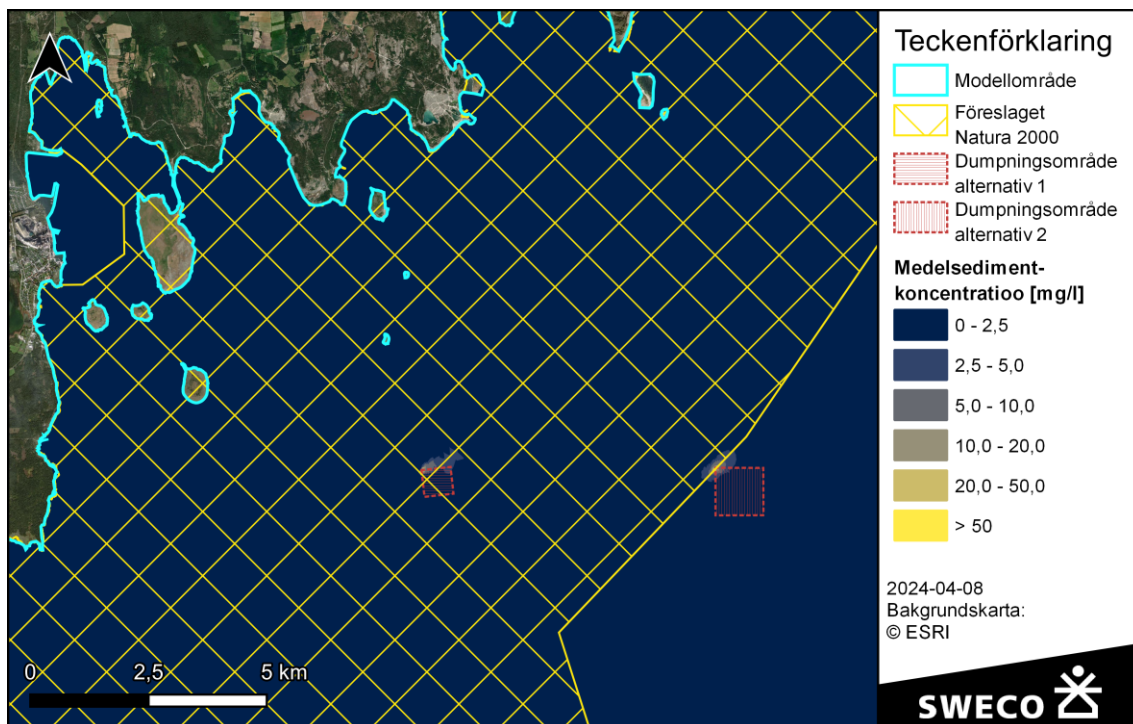 Teckenförklaring
Modellområde
Föreslaget
Natura 2000
Dumpningsområde
alternativ 1
Dumpningsområde
alternativ 2
Medelsediment-
koncentratioo [mg/l]
0 - 2,5
2,5 - 5,0
5,0 - 10,0
10,0 - 20,0
20,0 - 50,0
> 50
2024-04-08
Bakgrundskarta:
© ESRI
SWECO
0 2,5 5 km